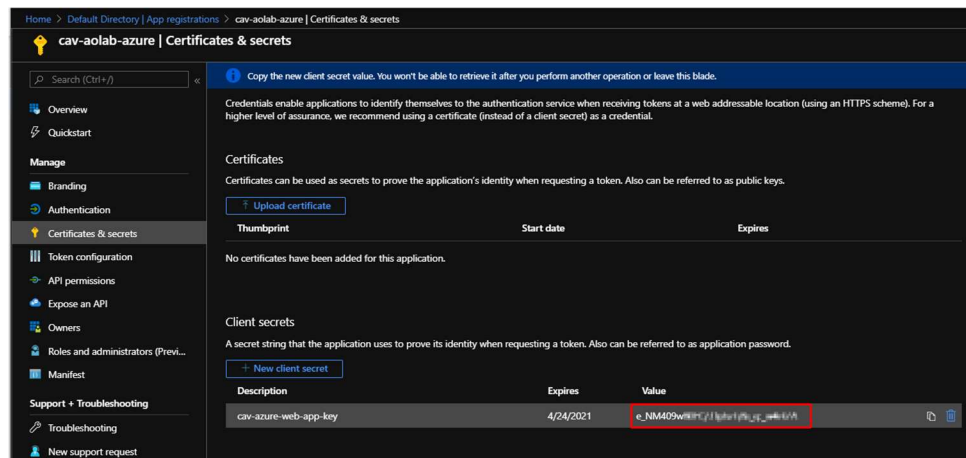 Home > Default Directory | App registrations > cav-aolab-azure | Certificates & secrets
cav-aolab-azure | Certificates & secrets
Search (Ctrl+/)
«
Overview
Quickstart
Manage
Branding
Authentication
Certificates & secrets
Token configuration
API permissions
Expose an API
Owners
Roles and administrators (Previ...
Manifest
Support + Troubleshooting
Troubleshooting
New support request
Copy the new client secret value. You won't be able to retrieve it after you perform another operation or leave this blade.
Credentials enable applications to identify themselves to the authentication service when receiving tokens at a web addressable location (using an HTTPS scheme). For a
higher level of assurance, we recommend using a certificate (instead of a client secret) as a credential.
Certificates
Certificates can be used as secrets to prove the application's identity when requesting a token. Also can be referred to as public keys.
Upload certificate
Thumbprint Start date Expires
No certificates have been added for this application.
Client secrets
A secret string that the application uses to prove its identity when requesting a token. Also can be referred to as application password.
+ New client secret
Description Expires Value
cav-azure-web-app-key 4/24/2021